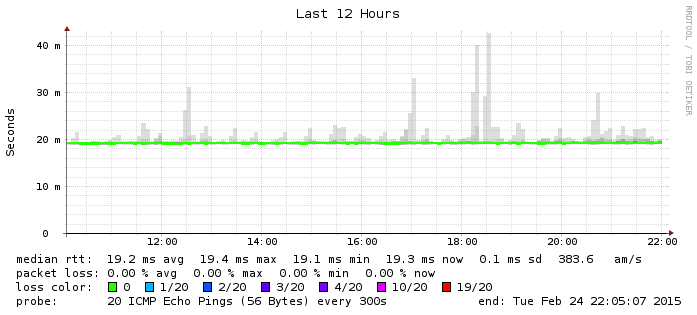 Last 12 Hours
RRDTOOL / TOBI OETIKER
Seconds
40 m
30 m
20 m
10 m
0
12:00 14:00 16:00 18:00 20:00 22:00
median rtt: 19.2 ms avg 19.4 ms max 19.1 ms min 19.3 ms now 0.1 ms sd 383.6 am/s
packet loss: 0.00 % avg 0.00 % max 0.00 % min 0.00 % now
loss color: 0 1/20 2/20 3/20 4/20 10/20 19/20
probe: 20 ICMP Echo Pings (56 Bytes) every 300s end: Tue Feb 24 22:05:07 2015